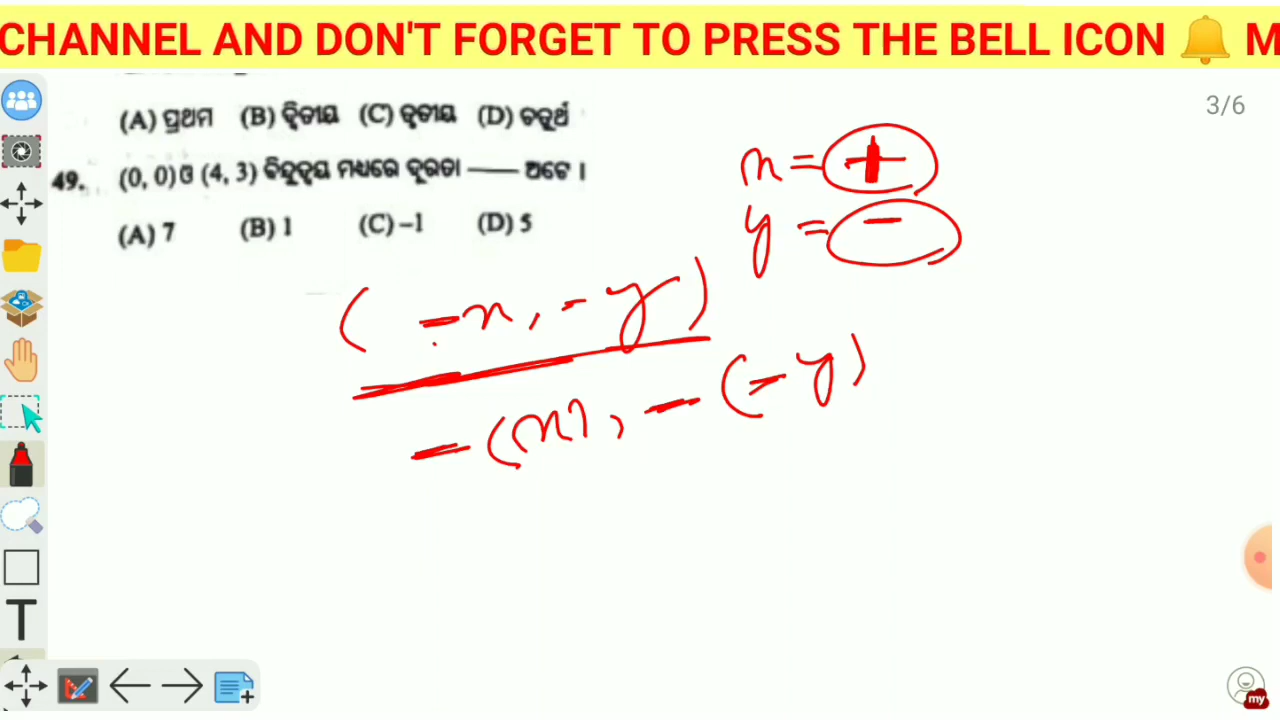 CHANNEL AND DON'T FORGET TO PRESS THE BELL ICON 🔔 M
3/6
(A) ପ୍ରଥମ (B) ଦ୍ୱିତୀୟ (C) ତୃତୀୟ (D) ଚତୁର୍ଥ
49. (0, 0) ଓ (4, 3) ବିନ୍ଦୁଦ୍ୱୟ ମଧ୍ୟରେ ଦୂରତା —— ଅଟେ ।
(A) 7 (B) 1 (C) –1 (D) 5
x = +
y = -
(-x, -y)
-(x), -(-y)
T
my